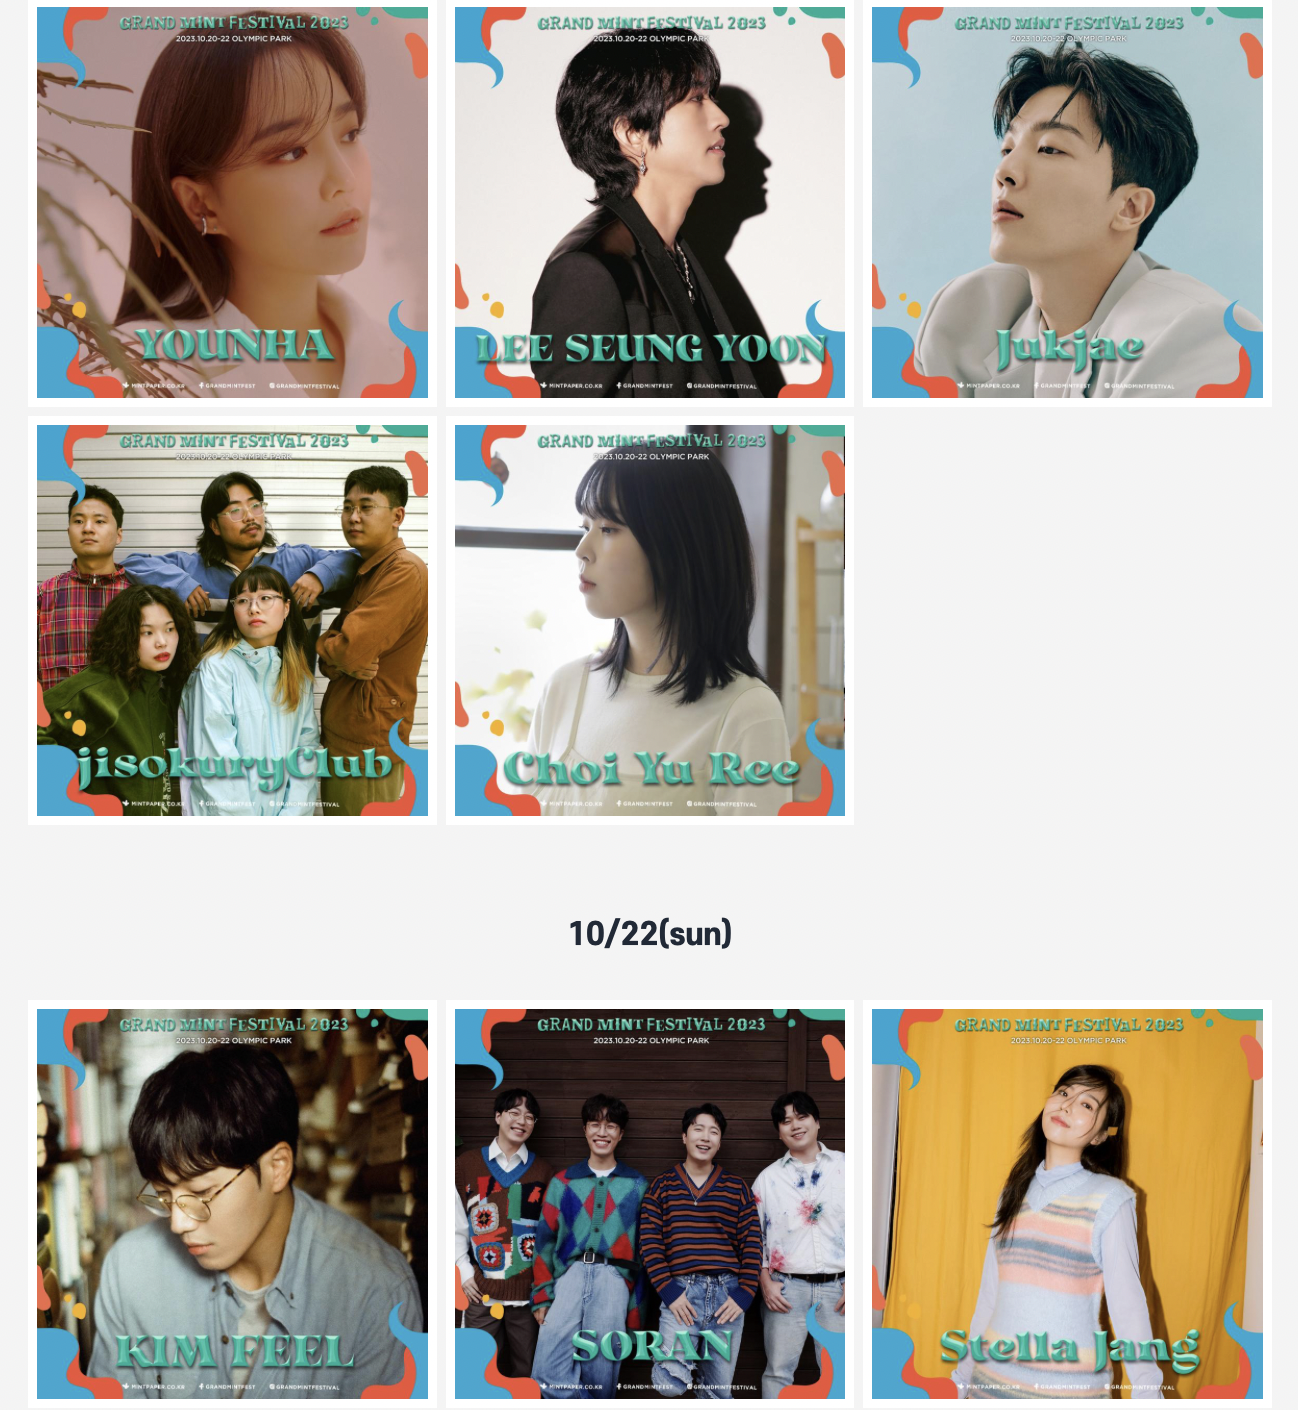 GRAND MINT FESTIVAL 2023
2023.10.20-22 OLYMPIC PARK
YOUNHA
MINTPAPER.CO.KR GRANDMINTFEST GRANDMINTFESTIVAL
GRAND MINT FESTIVAL 2023
2023.10.20-22 OLYMPIC PARK
LEE SEUNG YOON
MINTPAPER.CO.KR GRANDMINTFEST GRANDMINTFESTIVAL
GRAND MINT FESTIVAL 2023
2023.10.20-22 OLYMPIC PARK
Jukjae
MINTPAPER.CO.KR GRANDMINTFEST GRANDMINTFESTIVAL
GRAND MINT FESTIVAL 2023
2023.10.20-22 OLYMPIC PARK
jisokuryClub
MINTPAPER.CO.KR GRANDMINTFEST GRANDMINTFESTIVAL
GRAND MINT FESTIVAL 2023
2023.10.20-22 OLYMPIC PARK
Choi Yu Ree
MINTPAPER.CO.KR GRANDMINTFEST GRANDMINTFESTIVAL
10/22(sun)
GRAND MINT FESTIVAL 2023
2023.10.20-22 OLYMPIC PARK
KIM FEEL
MINTPAPER.CO.KR GRANDMINTFEST GRANDMINTFESTIVAL
GRAND MINT FESTIVAL 2023
2023.10.20-22 OLYMPIC PARK
SORAN
MINTPAPER.CO.KR GRANDMINTFEST GRANDMINTFESTIVAL
GRAND MINT FESTIVAL 2023
2023.10.20-22 OLYMPIC PARK
Stella Jang
MINTPAPER.CO.KR GRANDMINTFEST GRANDMINTFESTIVAL